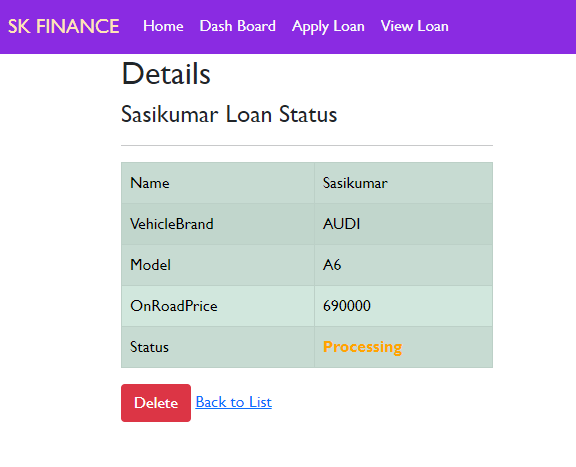 SK FINANCE Home Dash Board Apply Loan View Loan
Details
Sasikumar Loan Status
Name Sasikumar
VehicleBrand AUDI
Model A6
OnRoadPrice 690000
Status Processing
Delete Back to List